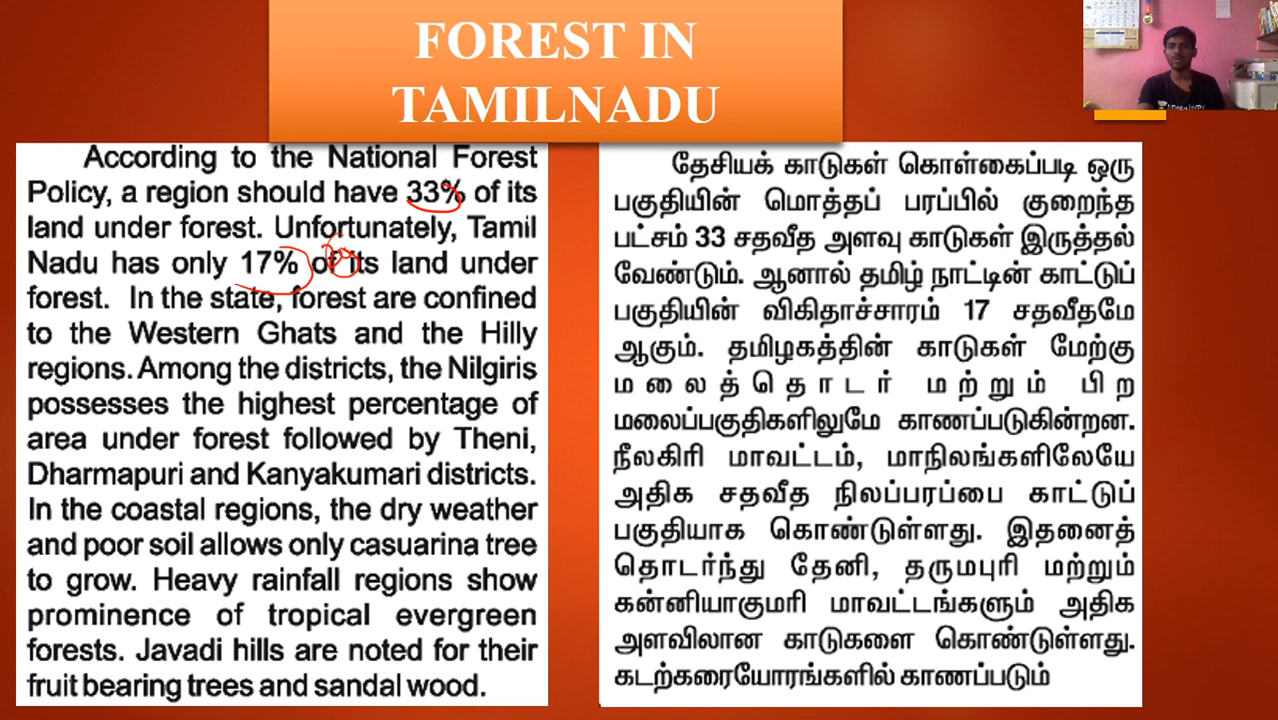 FOREST IN
TAMILNADU
According to the National Forest
Policy, a region should have 33% of its
land under forest. Unfortunately, Tamil
Nadu has only 17% of its land under
forest. In the state, forest are confined
to the Western Ghats and the Hilly
regions. Among the districts, the Nilgiris
possesses the highest percentage of
area under forest followed by Theni,
Dharmapuri and Kanyakumari districts.
In the coastal regions, the dry weather
and poor soil allows only casuarina tree
to grow. Heavy rainfall regions show
prominence of tropical evergreen
forests. Javadi hills are noted for their
fruit bearing trees and sandal wood.
தேசியக் காடுகள் கொள்கைப்படி ஒரு
பகுதியின் மொத்தப் பரப்பில் குறைந்த
பட்சம் 33 சதவீத அளவு காடுகள் இருத்தல்
வேண்டும். ஆனால் தமிழ் நாட்டின் காட்டுப்
பகுதியின் விகிதாச்சாரம் 17 சதவீதமே
ஆகும். தமிழகத்தின் காடுகள் மேற்கு
மலைத்தொடர் மற்றும் பிற
மலைப்பகுதிகளிலுமே காணப்படுகின்றன.
நீலகிரி மாவட்டம், மாநிலங்களிலேயே
அதிக சதவீத நிலப்பரப்பை காட்டுப்
பகுதியாக கொண்டுள்ளது. இதனைத்
தொடர்ந்து தேனி, தருமபுரி மற்றும்
கன்னியாகுமரி மாவட்டங்களும் அதிக
அளவிலான காடுகளை கொண்டுள்ளது.
கடற்கரையோரங்களில் காணப்படும்